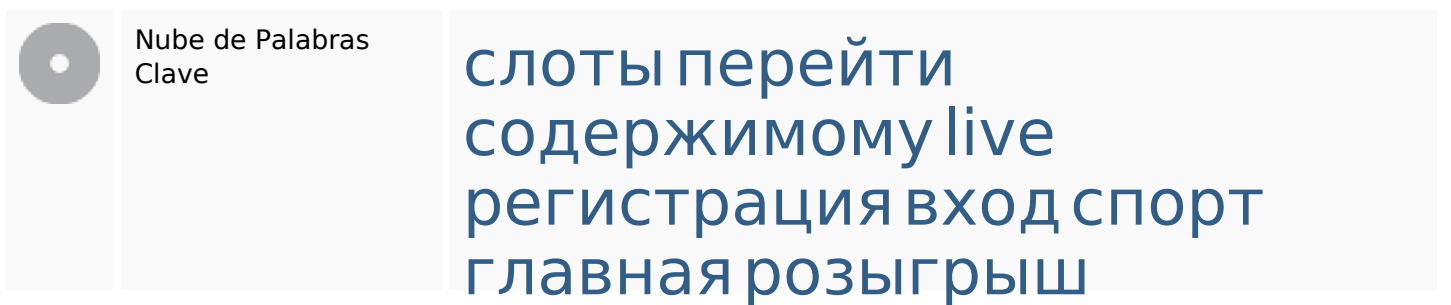 Nube de Palabras
Clave
слоты перейти
содержимому live
регистрация вход спорт
главная розыгрыш